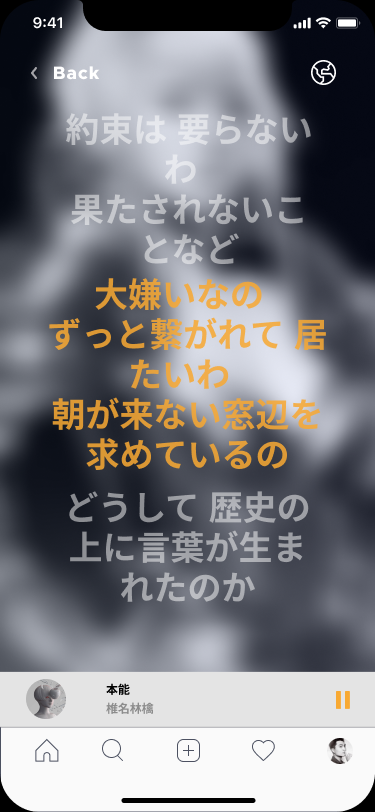 9:41
Back
約束は 要らない
わ
果たされないこ
となど
大嫌いなの
ずっと繋がれて 居
たいわ
朝が来ない窓辺を
求めているの
どうして 歴史の
上に言葉が生ま
れたのか
本能
椎名林檎